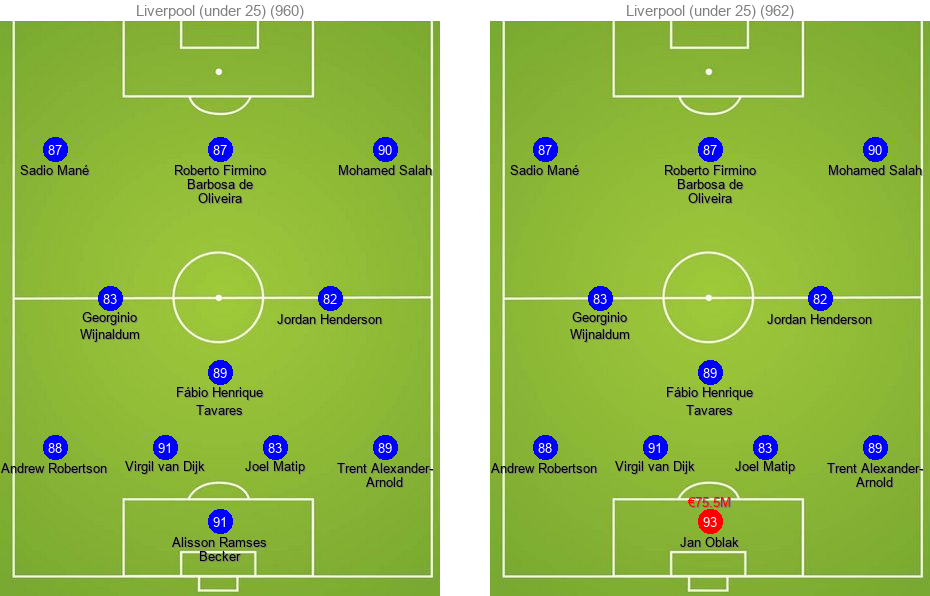 Liverpool (under 25) (960)
87
Sadio Mané
87
Roberto Firmino
Barbosa de
Oliveira
90
Mohamed Salah
83
Georginio
Wijnaldum
82
Jordan Henderson
89
Fábio Henrique
Tavares
88
Andrew Robertson
91
Virgil van Dijk
83
Joel Matip
89
Trent Alexander-
Arnold
91
Alisson Ramses
Becker
Liverpool (under 25) (962)
87
Sadio Mané
87
Roberto Firmino
Barbosa de
Oliveira
90
Mohamed Salah
83
Georginio
Wijnaldum
82
Jordan Henderson
89
Fábio Henrique
Tavares
88
Andrew Robertson
91
Virgil van Dijk
83
Joel Matip
89
Trent Alexander-
Arnold
€75.5M
93
Jan Oblak